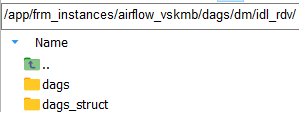 /app/frm_instances/airflow_vskmb/dags/dm/idl_rdv/
Name
..
dags
dags_struct